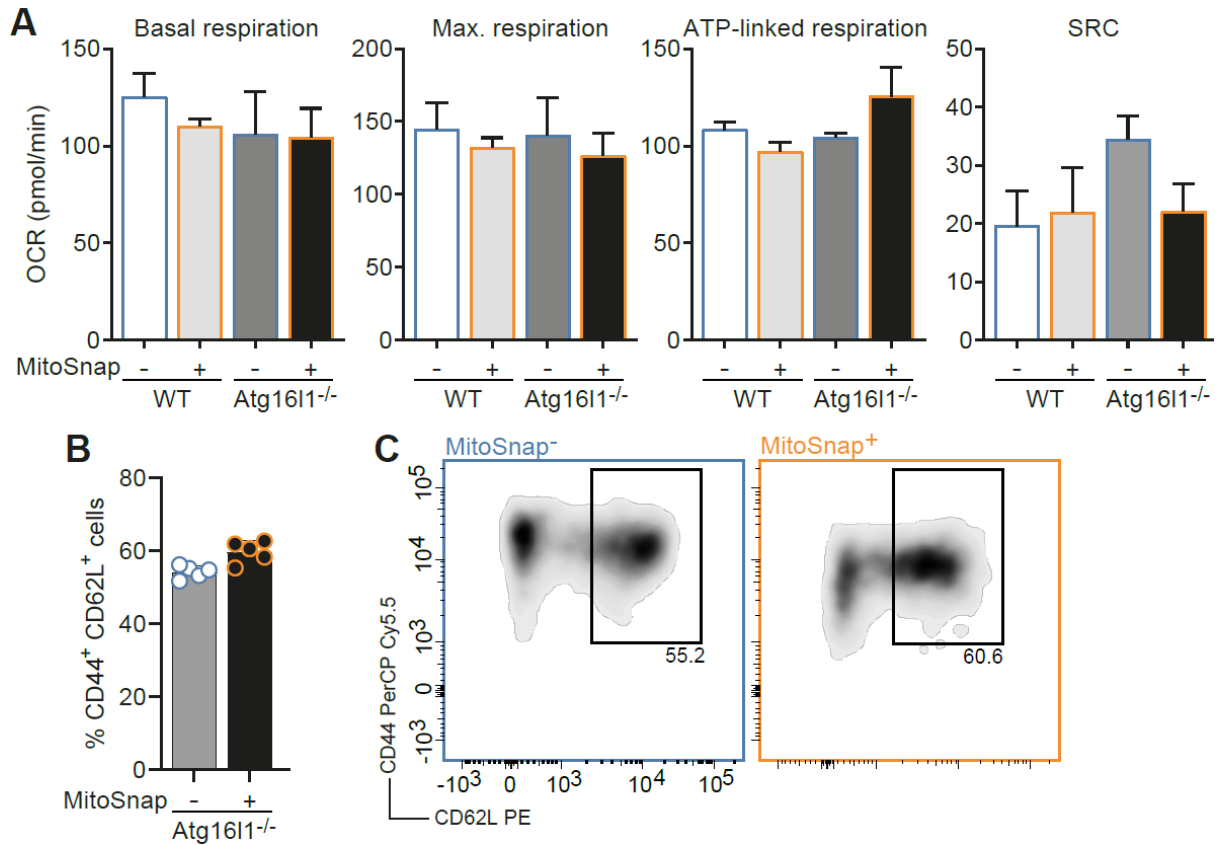 A
Basal respiration
Max. respiration
ATP-linked respiration
SRC
OCR (pmol/min)
150
100
50
0
200
150
100
50
0
150
100
50
0
50
40
30
20
10
0
MitoSnap - + - + - + - + - + - + - + - +
WT Atg16l1-/- WT Atg16l1-/- WT Atg16l1-/- WT Atg16l1-/-
B
% CD44+ CD62L+ cells
80
60
40
20
0
MitoSnap - +
Atg16l1-/-
C
MitoSnap-
MitoSnap+
CD44 PerCP Cy5.5
10⁵
10⁴
10³
0
-10³
55.2
60.6
-10³ 0 10³ 10⁴ 10⁵
CD62L PE